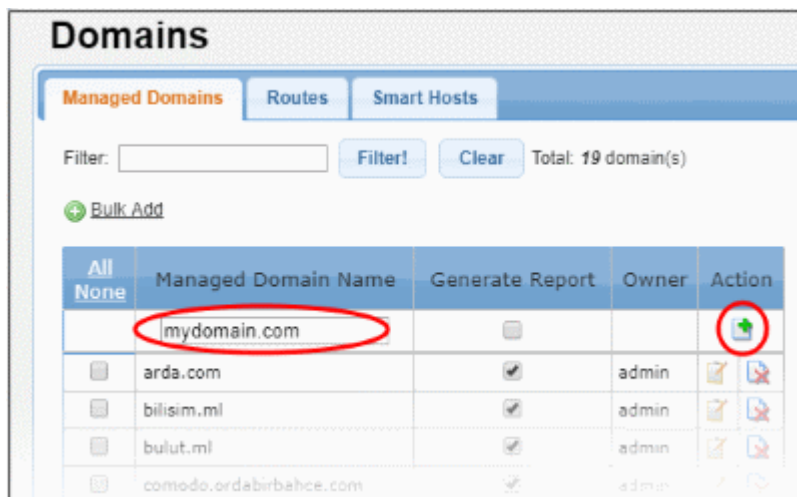 Domains
Managed Domains Routes Smart Hosts
Filter: Filter! Clear Total: 19 domain(s)
Bulk Add
All None Managed Domain Name Generate Report Owner Action
mydomain.com
arda.com admin
bilisim.ml admin
bulut.ml admin
comodo.ordabirbahce.com admin